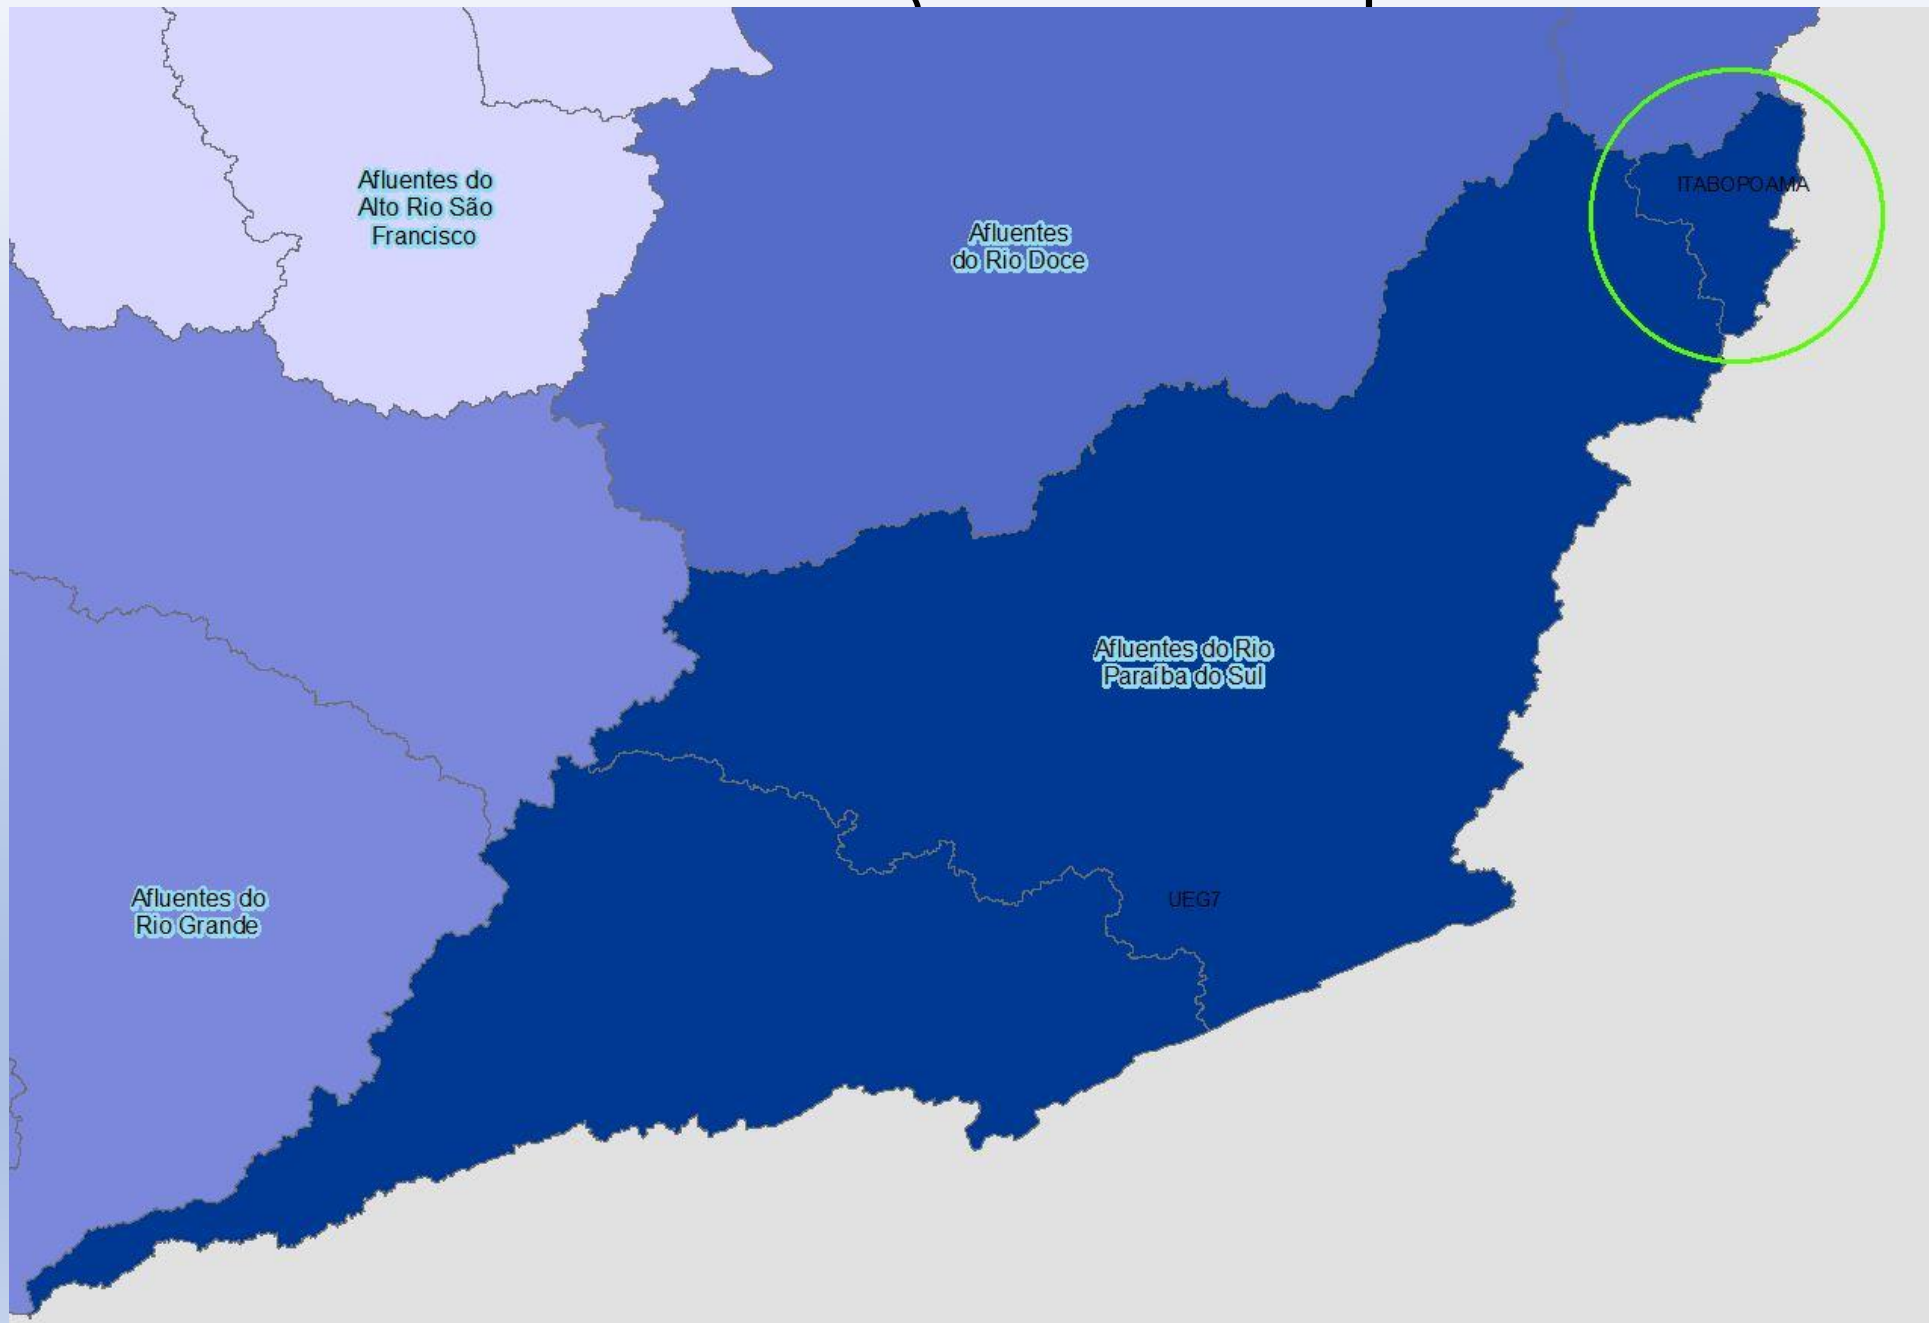 ITABOPOAMA
Afluentes do
Alto Rio São
Francisco
Afluentes
do Rio Doce
Afluentes do Rio
Paraíba do Sul
Afluentes do
Rio Grande
UEG7